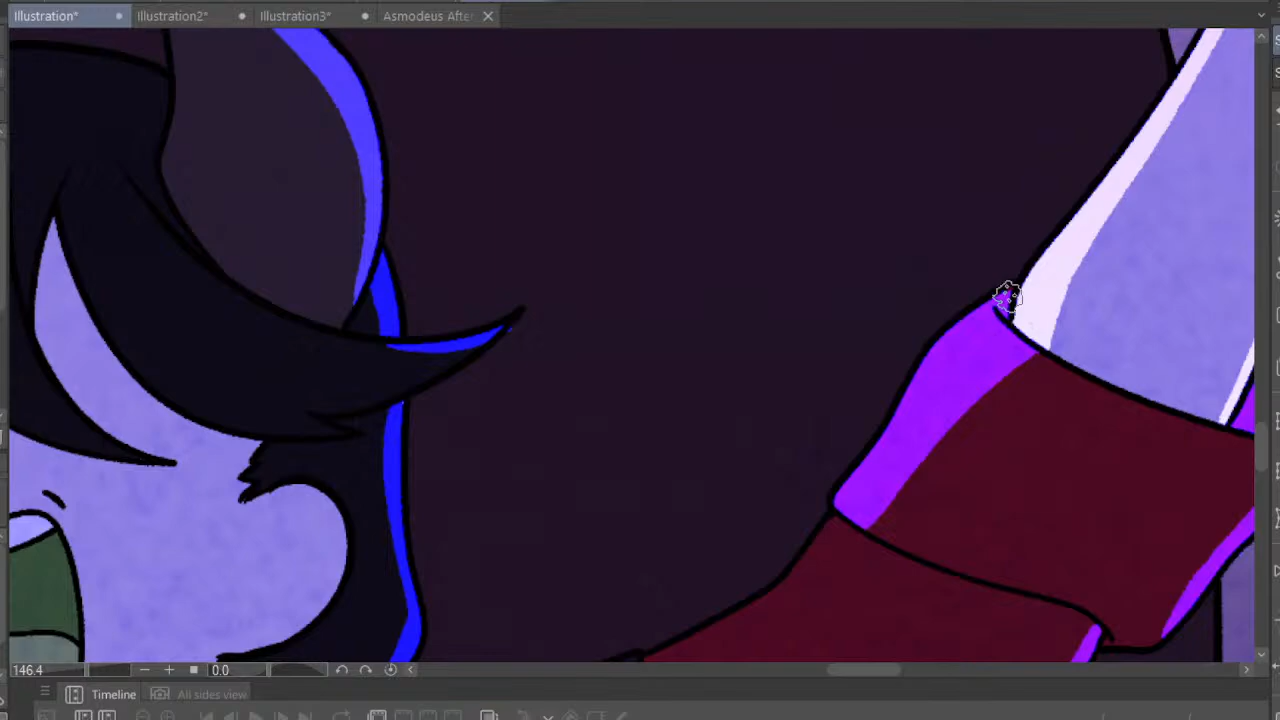 Illustration* Illustration2* Illustration3* Asmodeus After
146.4 0.0
Timeline All sides view